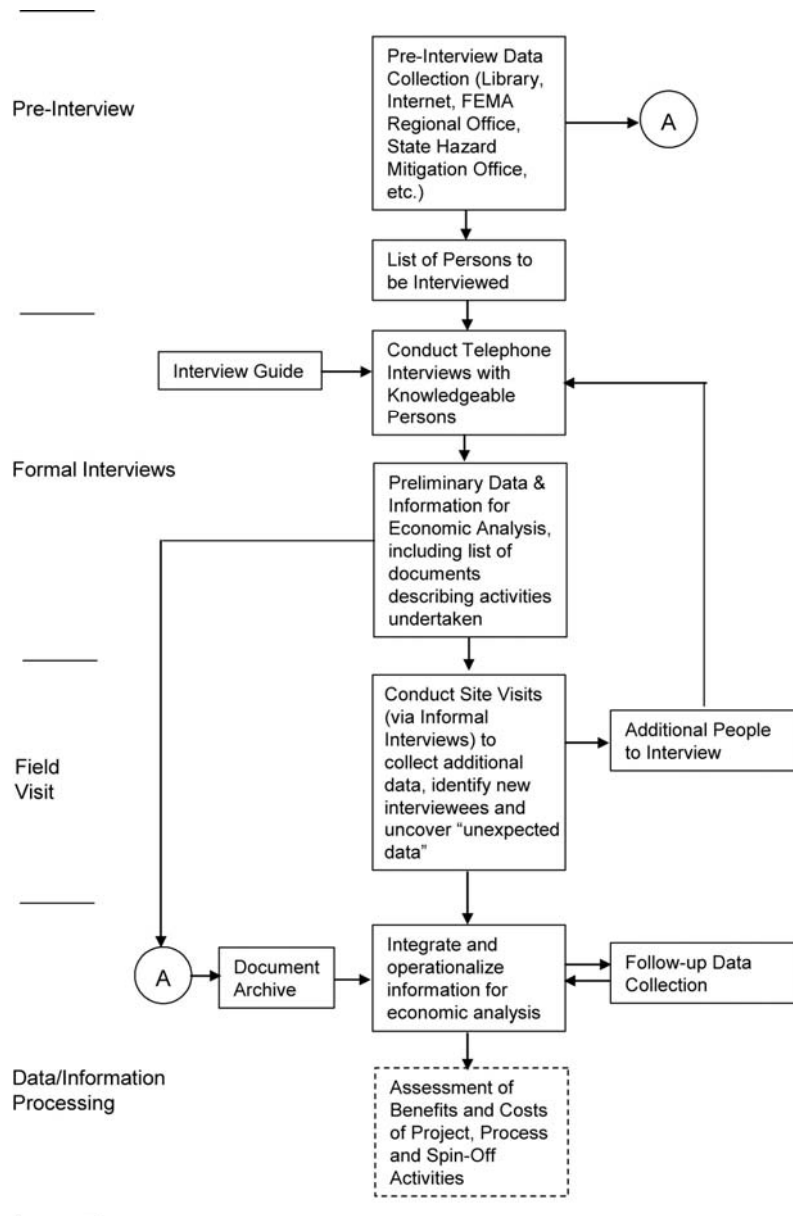 Pre-Interview
Pre-Interview Data
Collection (Library,
Internet, FEMA
Regional Office,
State Hazard
Mitigation Office,
etc.)
A
List of Persons to
be Interviewed
Formal Interviews
Interview Guide
Conduct Telephone
Interviews with
Knowledgeable
Persons
Preliminary Data &
Information for
Economic Analysis,
including list of
documents
describing activities
undertaken
Field
Visit
Conduct Site Visits
(via Informal
Interviews) to
collect additional
data, identify new
interviewees and
uncover “unexpected
data”
Additional People
to Interview
A
Document
Archive
Integrate and
operationalize
information for
economic analysis
Follow-up Data
Collection
Data/Information
Processing
Assessment of
Benefits and Costs
of Project, Process
and Spin-Off
Activities